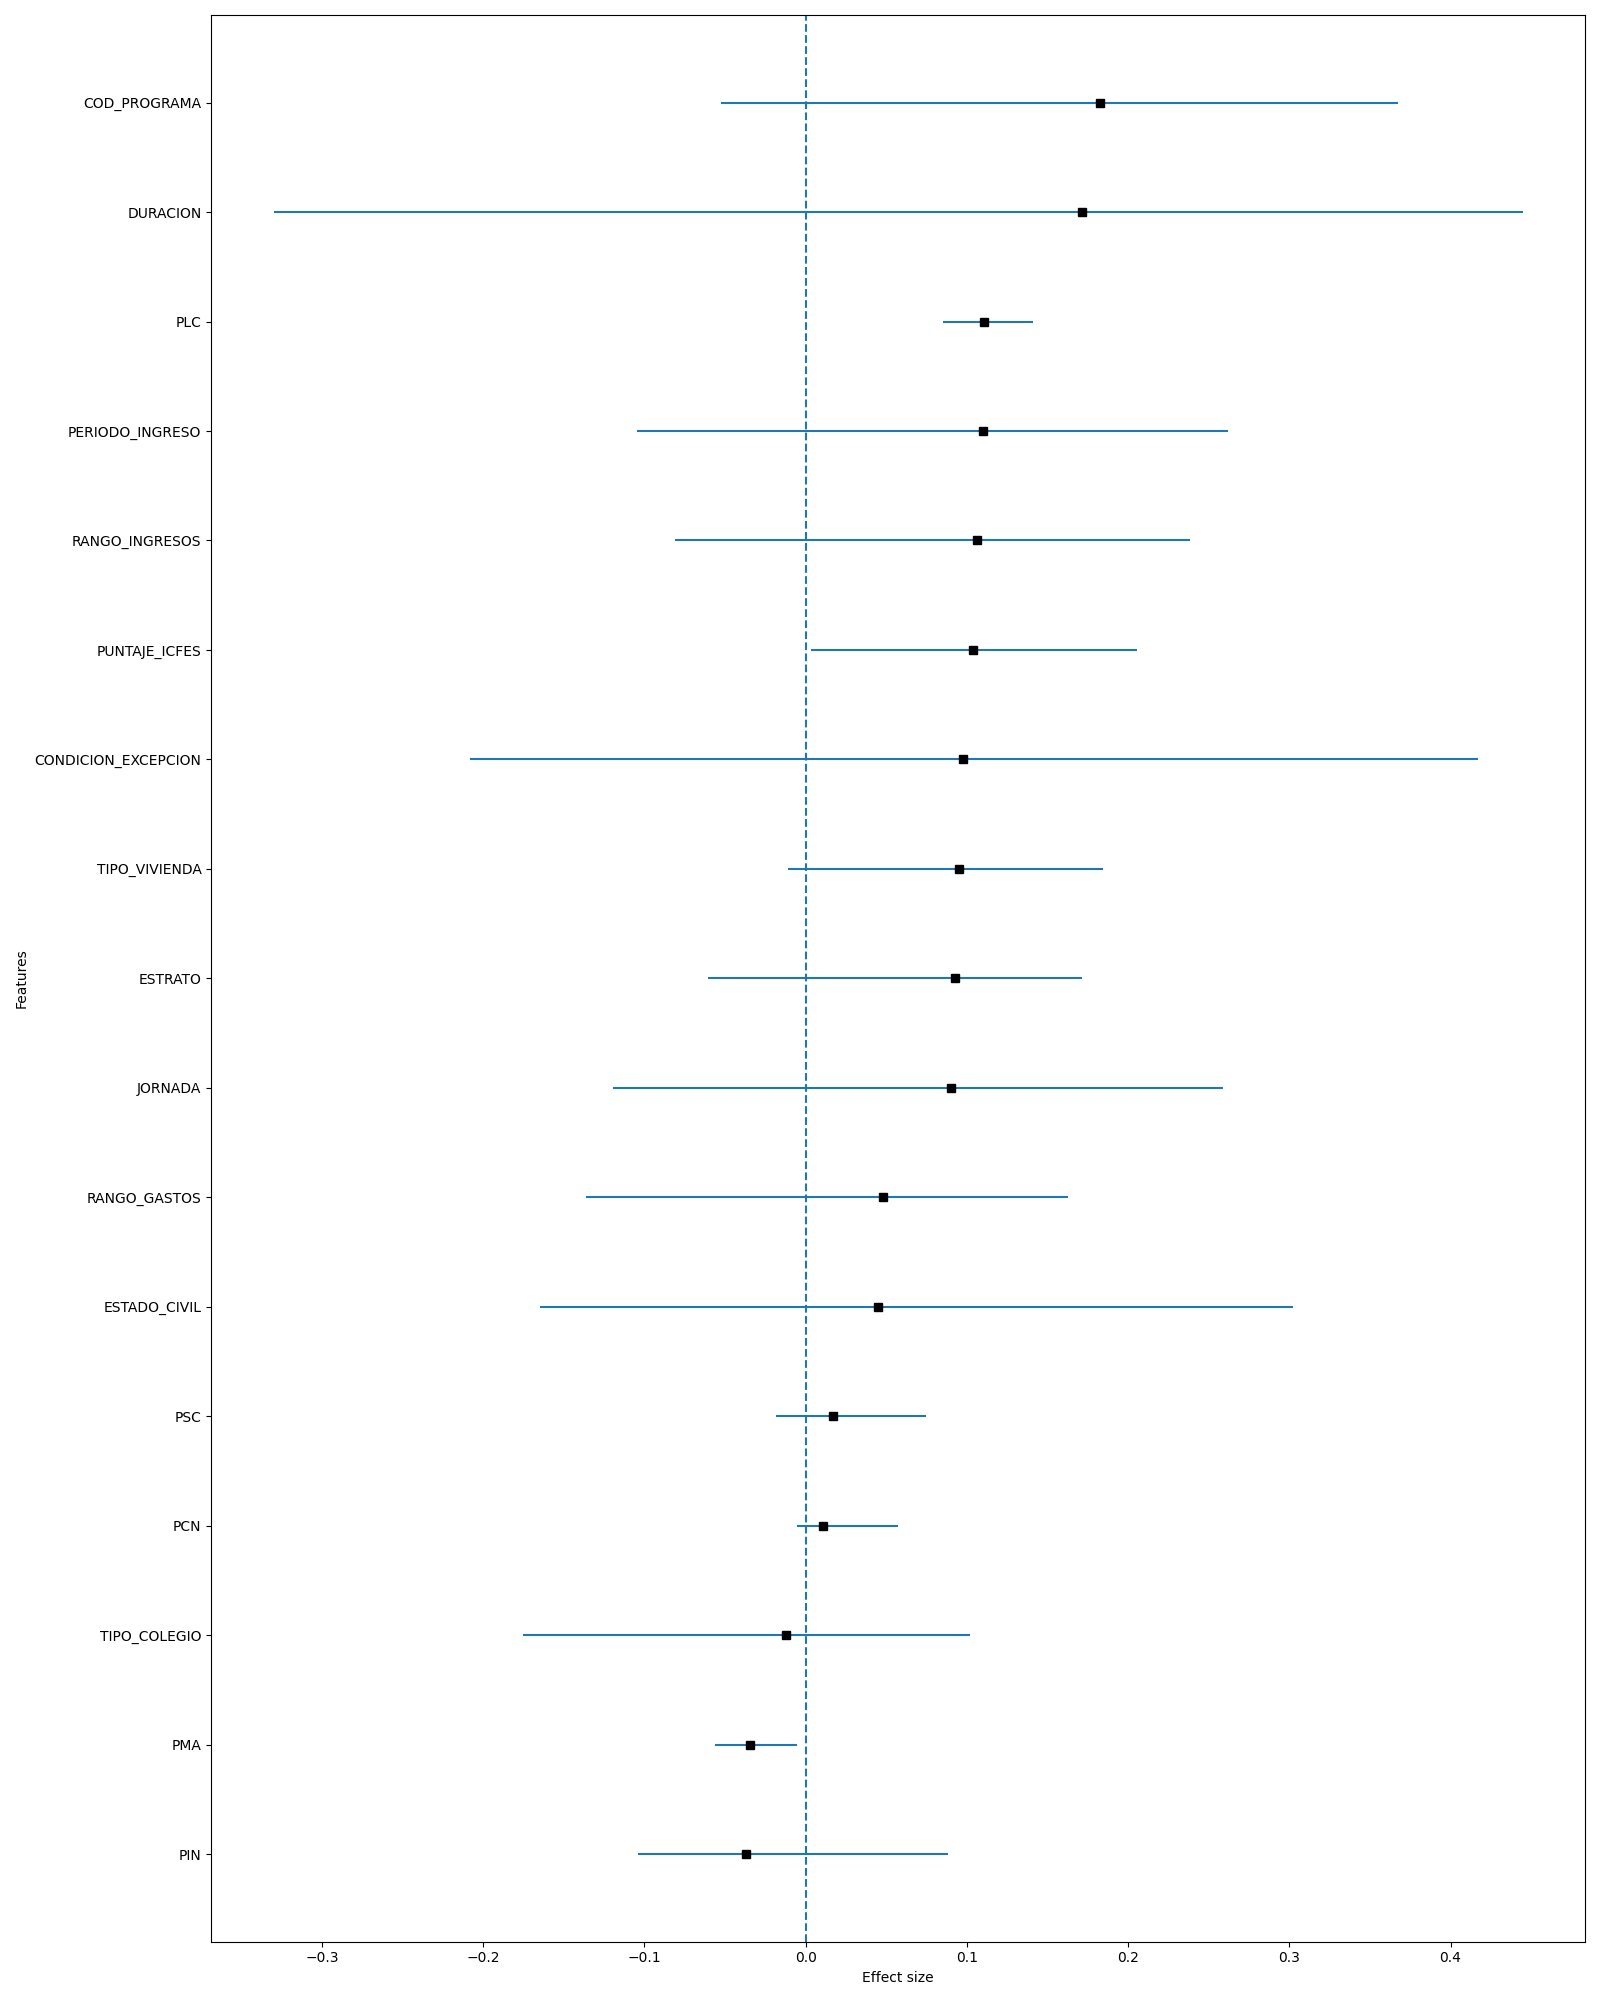 COD_PROGRAMA
DURACION
PLC
PERIODO_INGRESO
RANGO_INGRESOS
PUNTAJE_ICFES
CONDICION_EXCEPCION
TIPO_VIVIENDA
ESTRATO
JORNADA
RANGO_GASTOS
ESTADO_CIVIL
PSC
PCN
TIPO_COLEGIO
PMA
PIN
Features
−0.3 −0.2 −0.1 0.0 0.1 0.2 0.3 0.4
Effect size